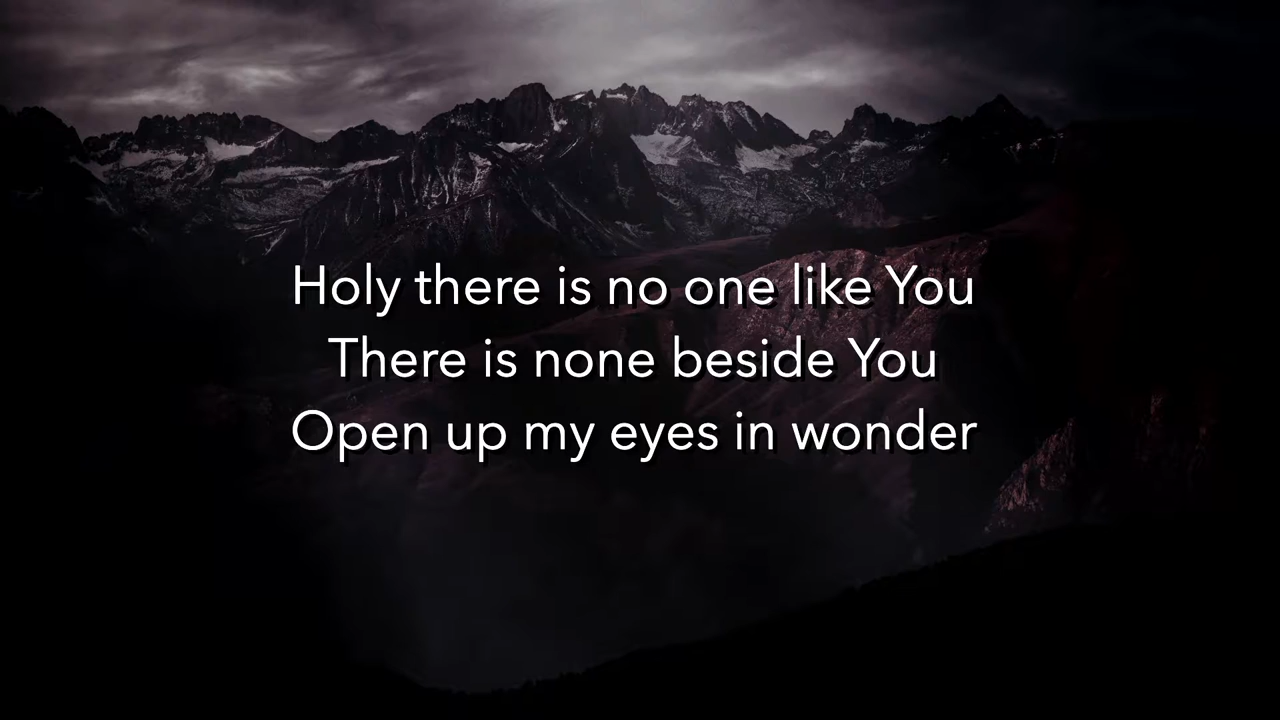 Holy there is no one like You
There is none beside You
Open up my eyes in wonder